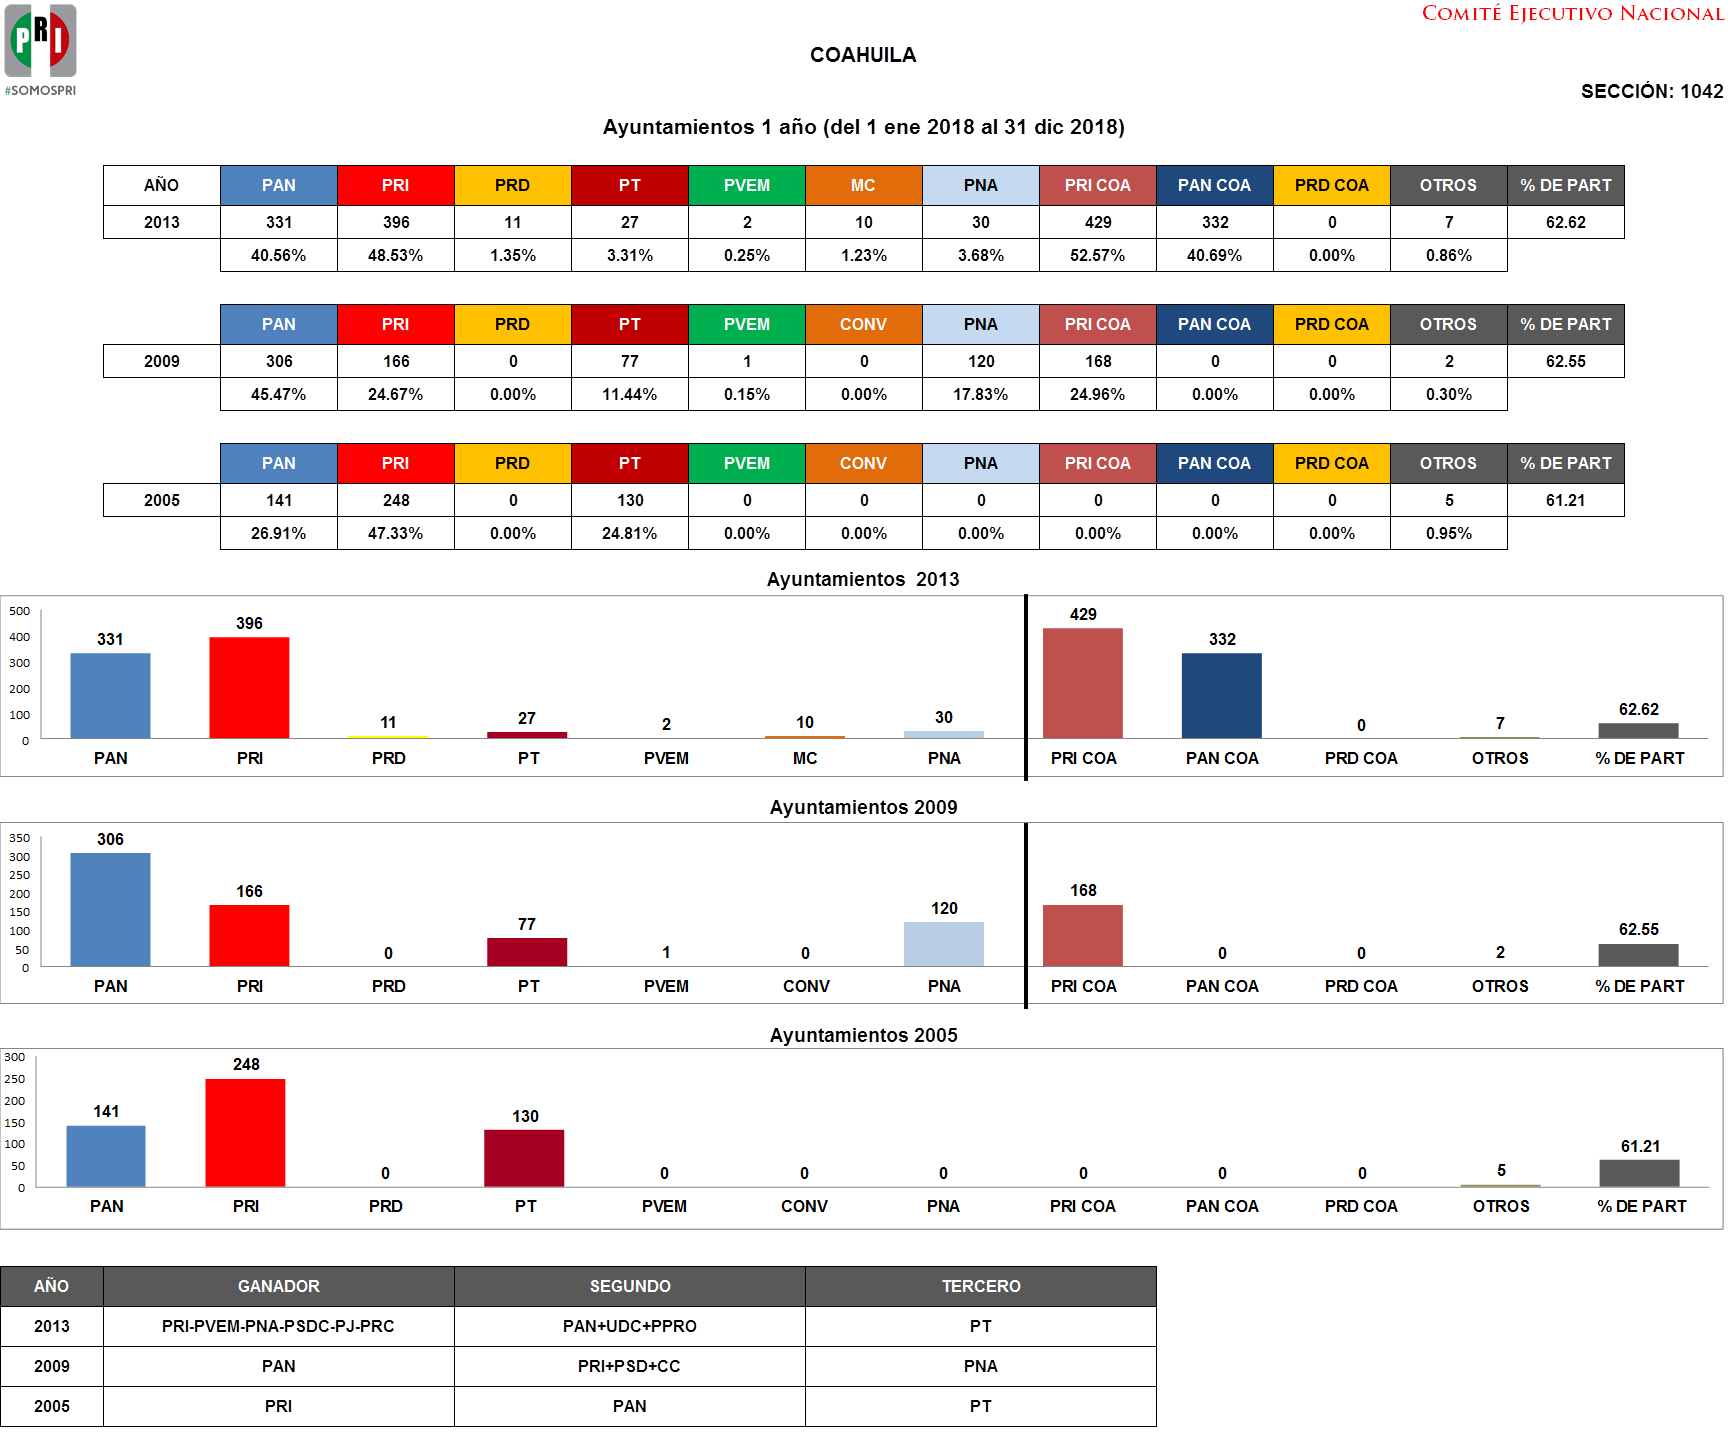 PRI
#SOMOSPRI
COMITÉ EJECUTIVO NACIONAL
COAHUILA
SECCIÓN: 1042
Ayuntamientos 1 año (del 1 ene 2018 al 31 dic 2018)
AÑO PAN PRI PRD PT PVEM MC PNA PRI COA PAN COA PRD COA OTROS % DE PART
2013 331 396 11 27 2 10 30 429 332 0 7 62.62
40.56% 48.53% 1.35% 3.31% 0.25% 1.23% 3.68% 52.57% 40.69% 0.00% 0.86%
PAN PRI PRD PT PVEM CONV PNA PRI COA PAN COA PRD COA OTROS % DE PART
2009 306 166 0 77 1 0 120 168 0 0 2 62.55
45.47% 24.67% 0.00% 11.44% 0.15% 0.00% 17.83% 24.96% 0.00% 0.00% 0.30%
PAN PRI PRD PT PVEM CONV PNA PRI COA PAN COA PRD COA OTROS % DE PART
2005 141 248 0 130 0 0 0 0 0 0 5 61.21
26.91% 47.33% 0.00% 24.81% 0.00% 0.00% 0.00% 0.00% 0.00% 0.00% 0.95%
Ayuntamientos 2013
500
400
300
200
100
0
331 396 11 27 2 10 30 429 332 0 7 62.62
PAN PRI PRD PT PVEM MC PNA PRI COA PAN COA PRD COA OTROS % DE PART
Ayuntamientos 2009
350
300
250
200
150
100
50
0
306 166 0 77 1 0 120 168 0 0 2 62.55
PAN PRI PRD PT PVEM CONV PNA PRI COA PAN COA PRD COA OTROS % DE PART
Ayuntamientos 2005
300
250
200
150
100
50
0
141 248 0 130 0 0 0 0 0 0 5 61.21
PAN PRI PRD PT PVEM CONV PNA PRI COA PAN COA PRD COA OTROS % DE PART
AÑO GANADOR SEGUNDO TERCERO
2013 PRI-PVEM-PNA-PSDC-PJ-PRC PAN+UDC+PPRO PT
2009 PAN PRI+PSD+CC PNA
2005 PRI PAN PT